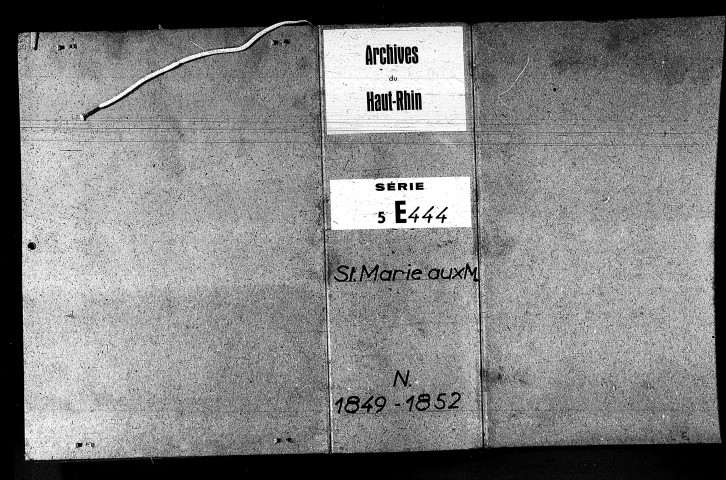 Archives
du
Haut-Rhin
SÉRIE
5 E444
St. Marie aux M
N.
1849 - 1852